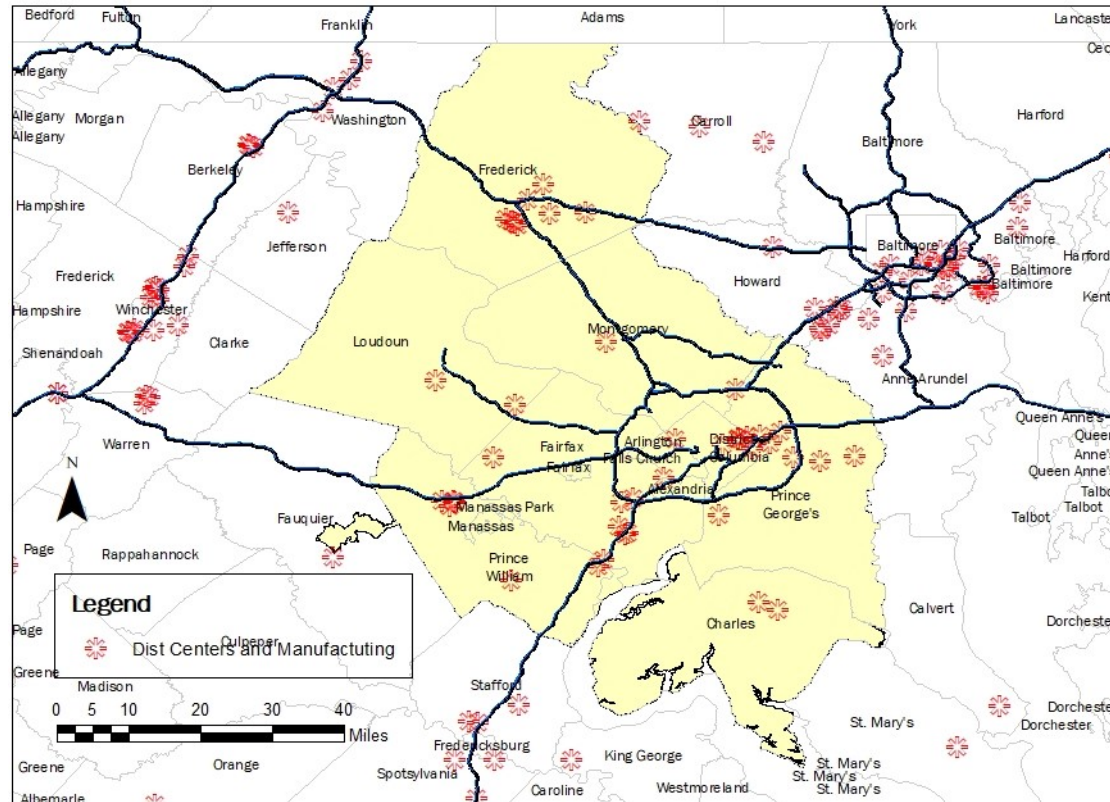 Bedford
Fulton
Franklin
Adams
York
Lancaste
Cec
Allegany
Allegany
Allegany
Morgan
Washington
Carroll
Harford
Baltimore
Berkeley
Frederick
Hampshire
Jefferson
Baltimore
Baltimore
Harford
Frederick
Howard
Baltimore
Baltimore
Kent
Hampshire
Winchester
Clarke
Montgomery
Shenandoah
Loudoun
Anne Arundel
Queen Anne's
Queen
Anne's
Queen Anne's
Warren
Fairfax
Arlington
District of
Columbia
Falls Church
Fairfax
Alexandria
Prince
George's
Talbo
Talbot
Talbot
N
Manassas Park
Manassas
Fauquier
Page
Rappahannock
Prince
William
Legend
Dist Centers and Manufactuting
Culpeper
Page
Greene
Madison
Charles
Calvert
Dorcheste
Stafford
0 5 10 20 30 40
Miles
St. Mary's
Dorcheste
Dorchester
Fredericksburg
Greene
Orange
Spotsylvania
King George
St. Mary's
St. Mary's
St. Mary's
Albemarle
Caroline
Westmoreland